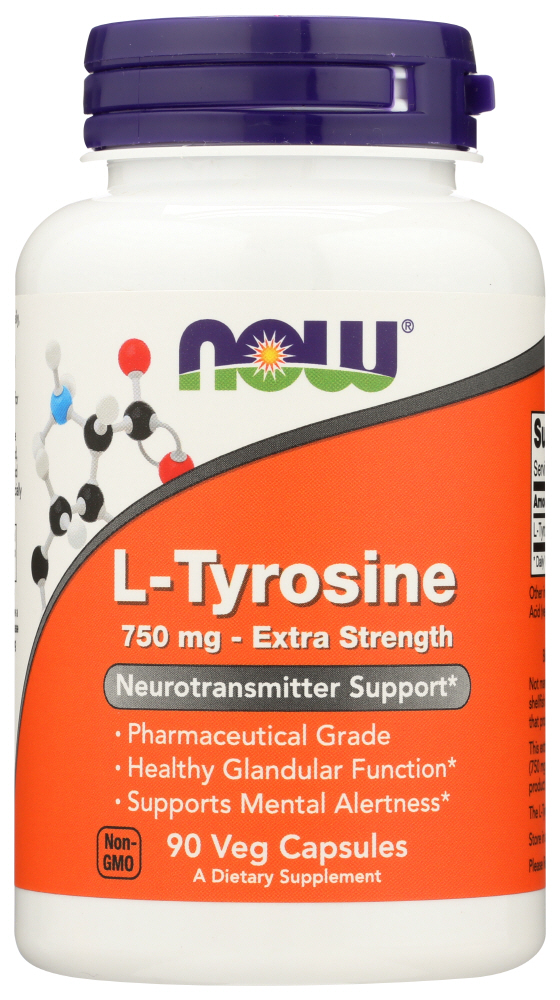 NOW®
L-Tyrosine
750 mg - Extra Strength
Neurotransmitter Support*
• Pharmaceutical Grade
• Healthy Glandular Function*
• Supports Mental Alertness*
Non-
GMO
90 Veg Capsules
A Dietary Supplement